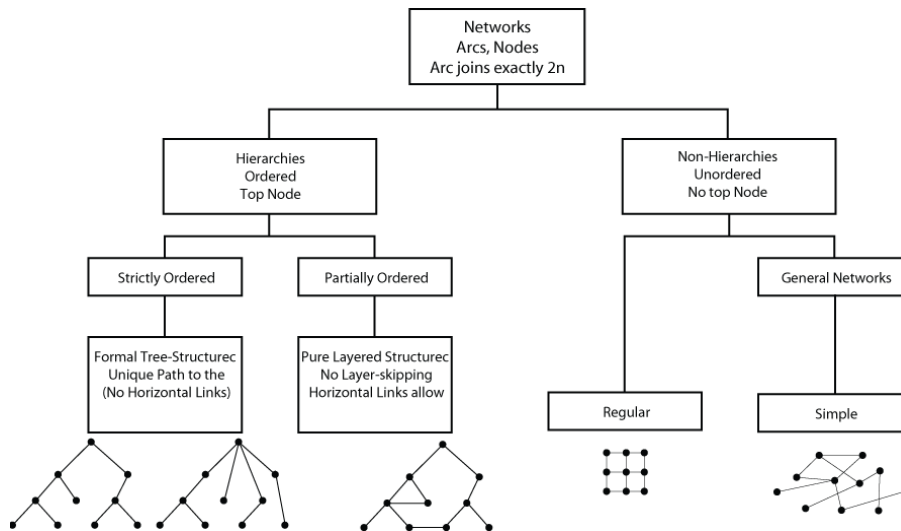 Networks
Arcs, Nodes
Arc joins exactly 2n
Hierarchies
Ordered
Top Node
Non-Hierarchies
Unordered
No top Node
Strictly Ordered
Partially Ordered
General Networks
Formal Tree-Structurec
Unique Path to the
(No Horizontal Links)
Pure Layered Structurec
No Layer-skipping
Horizontal Links allow
Regular
Simple